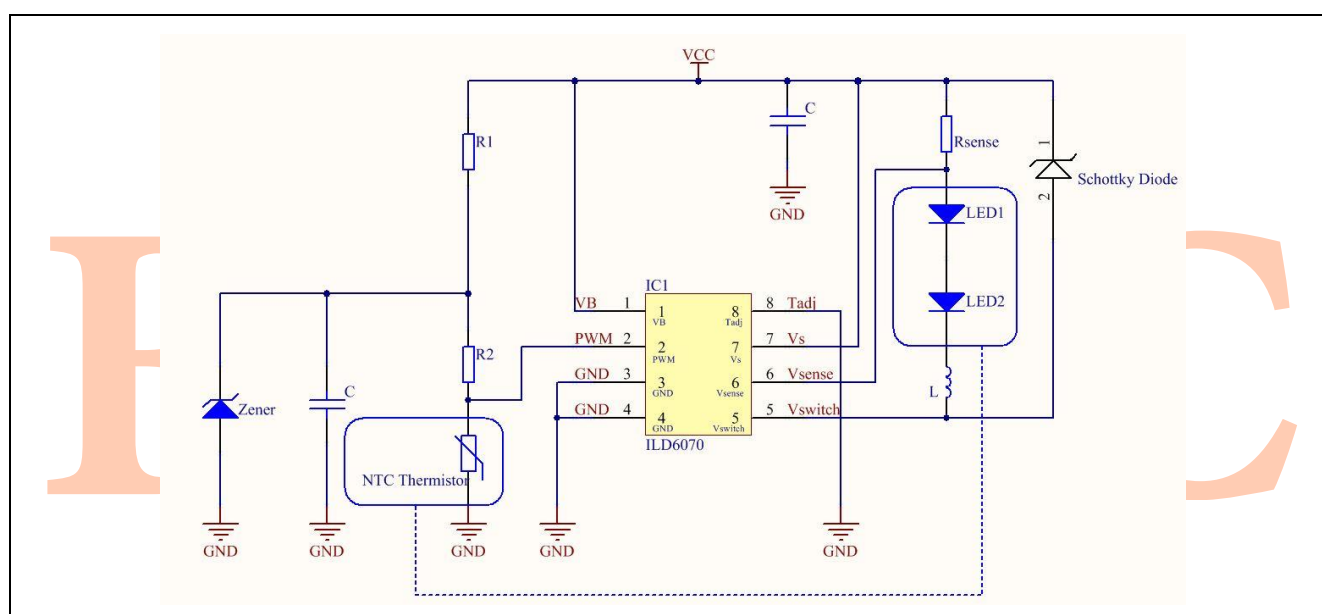 VCC
C
GND
R1
Rsense
1
2
Schottky Diode
LED1
LED2
L
IC1
VB 1 1 VB 8 Tadj 8 Tadj
PWM 2 2 PWM 7 Vs 7 Vs
GND 3 3 GND 6 Vsense 6 Vsense
GND 4 4 GND 5 Vswitch 5 Vswitch
ILD6070
R2
Zener
C
NTC Thermistor
GND
GND
GND
GND
GND